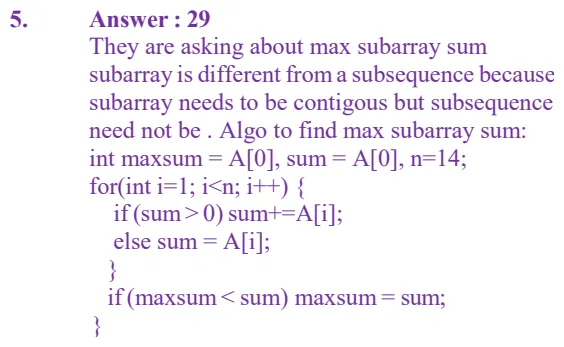 5. Answer : 29
They are asking about max subarray sum
subarray is different from a subsequence because
subarray needs to be contigous but subsequence
need not be . Algo to find max subarray sum:
int maxsum = A[0], sum = A[0], n=14;
for(int i=1; i<n; i++) {
if (sum > 0) sum+=A[i];
else sum = A[i];
}
if (maxsum < sum) maxsum = sum;
}